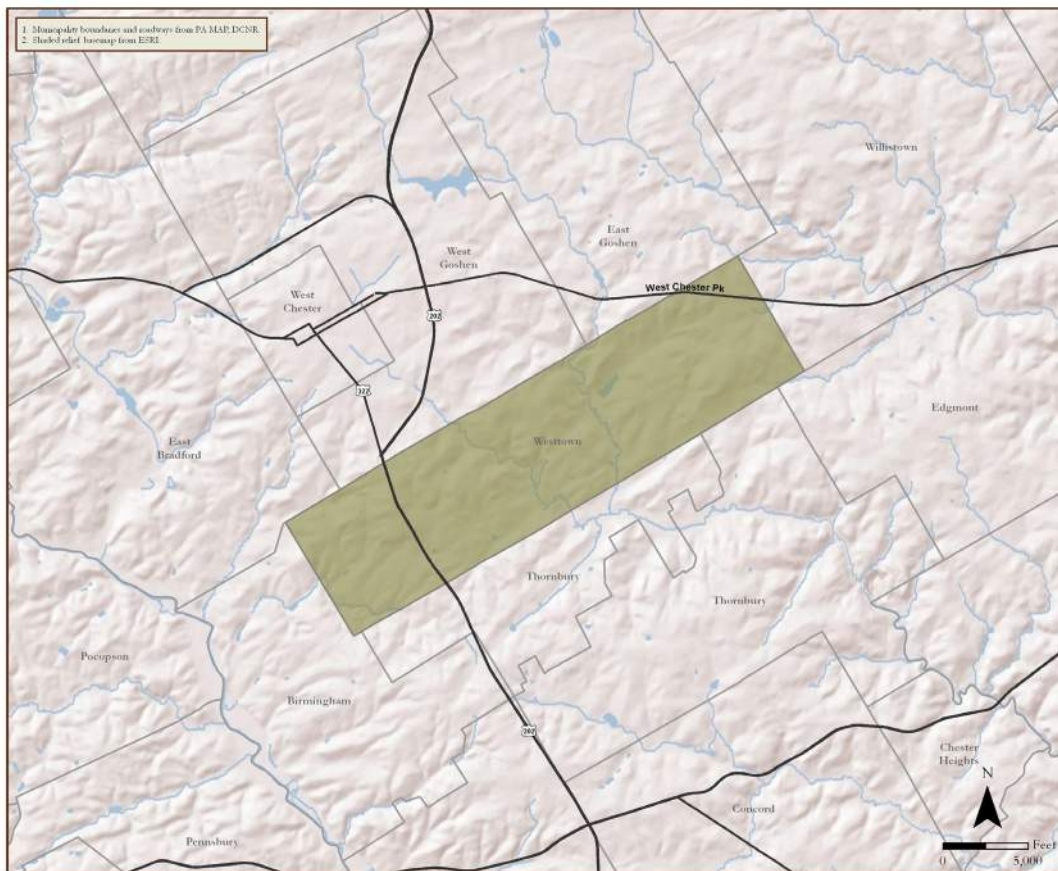 1. Municipality boundaries and roadways from PA MAP, DCNR.
2. Shaded relief basemap from ESRI.
Willistown
East
Goshen
West
Goshen
West Chester Pk
West
Chester
202
322
Edgmont
East
Bradford
Westtown
Thornbury
Thornbury
Pocopson
Birmingham
202
Chester
Heights
N
Concord
Pennsbury
Feet
0 5,000